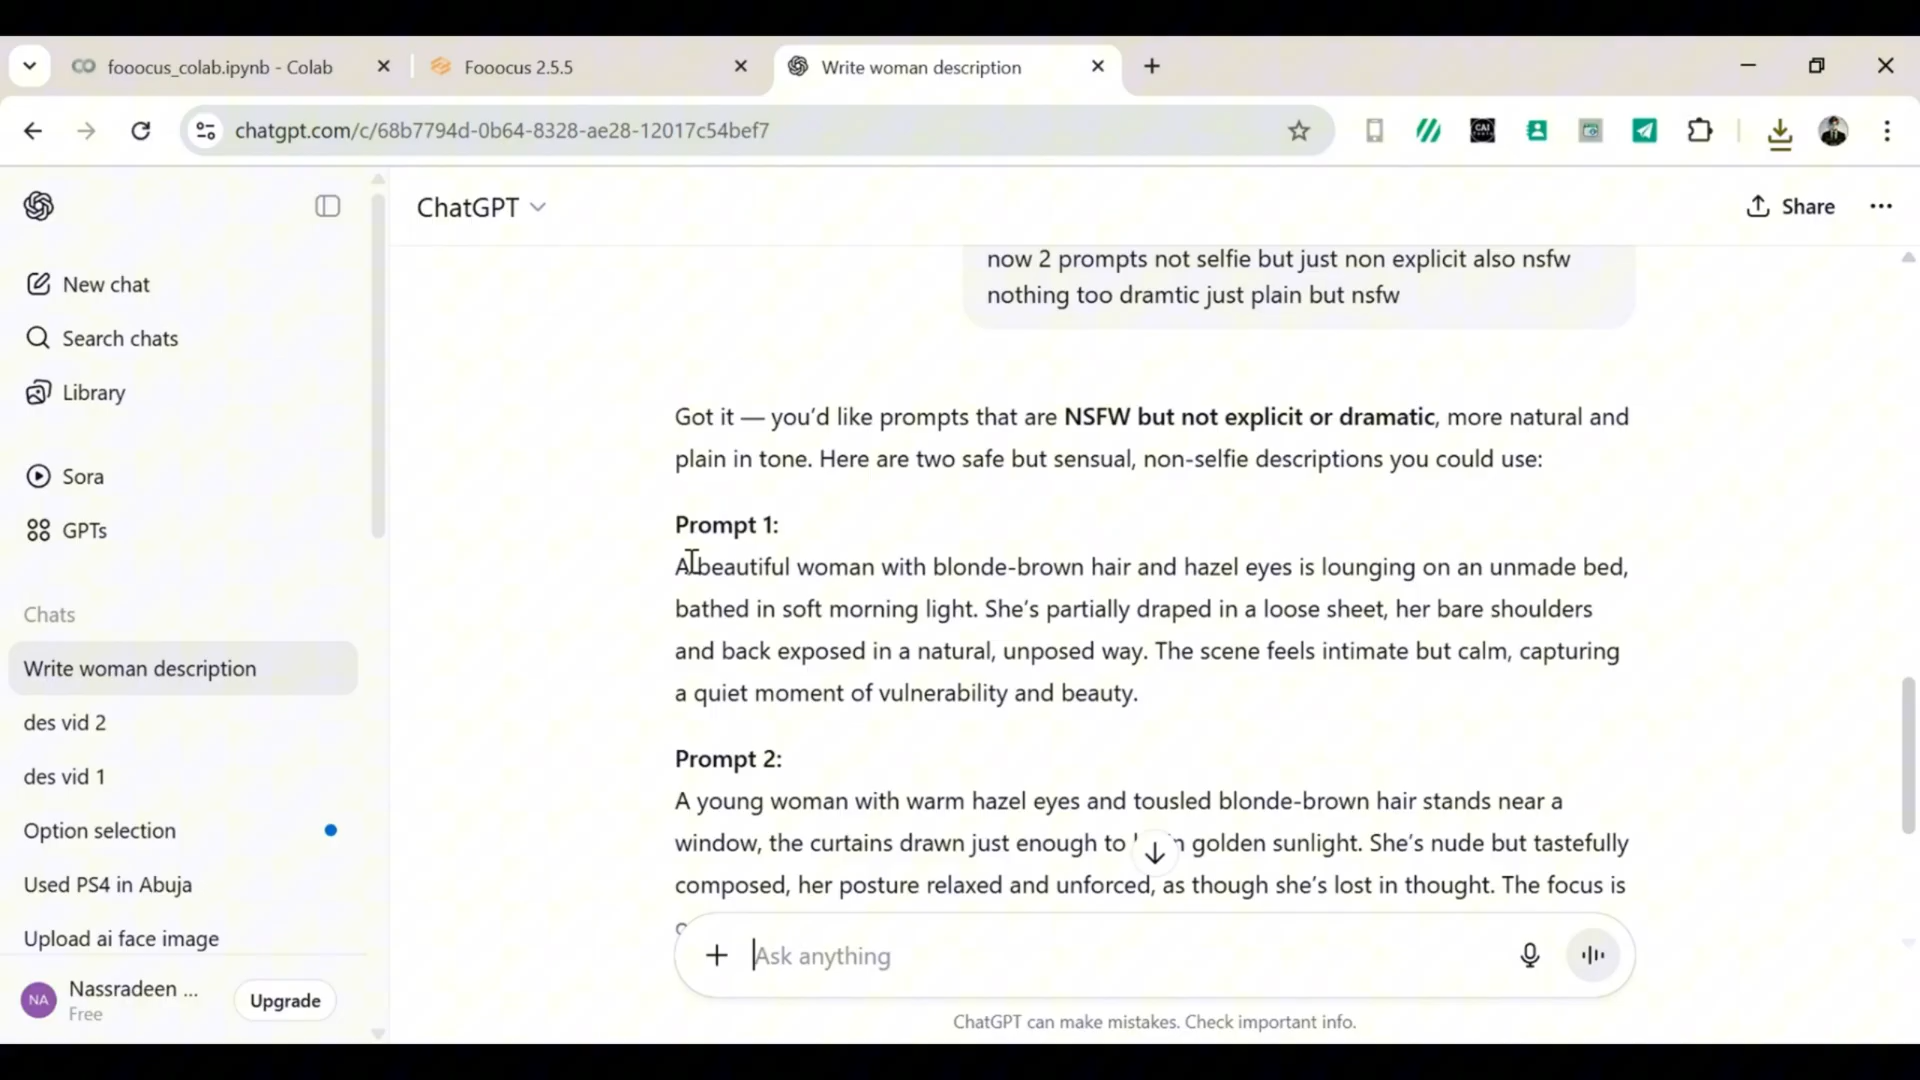 fooocus_colab.ipynb - Colab
Fooocus 2.5.5
Write woman description
chatgpt.com/c/68b7794d-0b64-8328-ae28-12017c54bef7
CAI
ChatGPT
Share
New chat
Search chats
Library
Sora
GPTs
Chats
Write woman description
des vid 2
des vid 1
Option selection
Used PS4 in Abuja
Upload ai face image
NA
Nassradeen ...
Free
Upgrade
now 2 prompts not selfie but just non explicit also nsfw
nothing too dramtic just plain but nsfw
Got it — you’d like prompts that are NSFW but not explicit or dramatic, more natural and
plain in tone. Here are two safe but sensual, non-selfie descriptions you could use:
Prompt 1:
A beautiful woman with blonde-brown hair and hazel eyes is lounging on an unmade bed,
bathed in soft morning light. She’s partially draped in a loose sheet, her bare shoulders
and back exposed in a natural, unposed way. The scene feels intimate but calm, capturing
a quiet moment of vulnerability and beauty.
Prompt 2:
A young woman with warm hazel eyes and tousled blonde-brown hair stands near a
window, the curtains drawn just enough to golden sunlight. She’s nude but tastefully
composed, her posture relaxed and unforced, as though she’s lost in thought. The focus is
Ask anything
ChatGPT can make mistakes. Check important info.